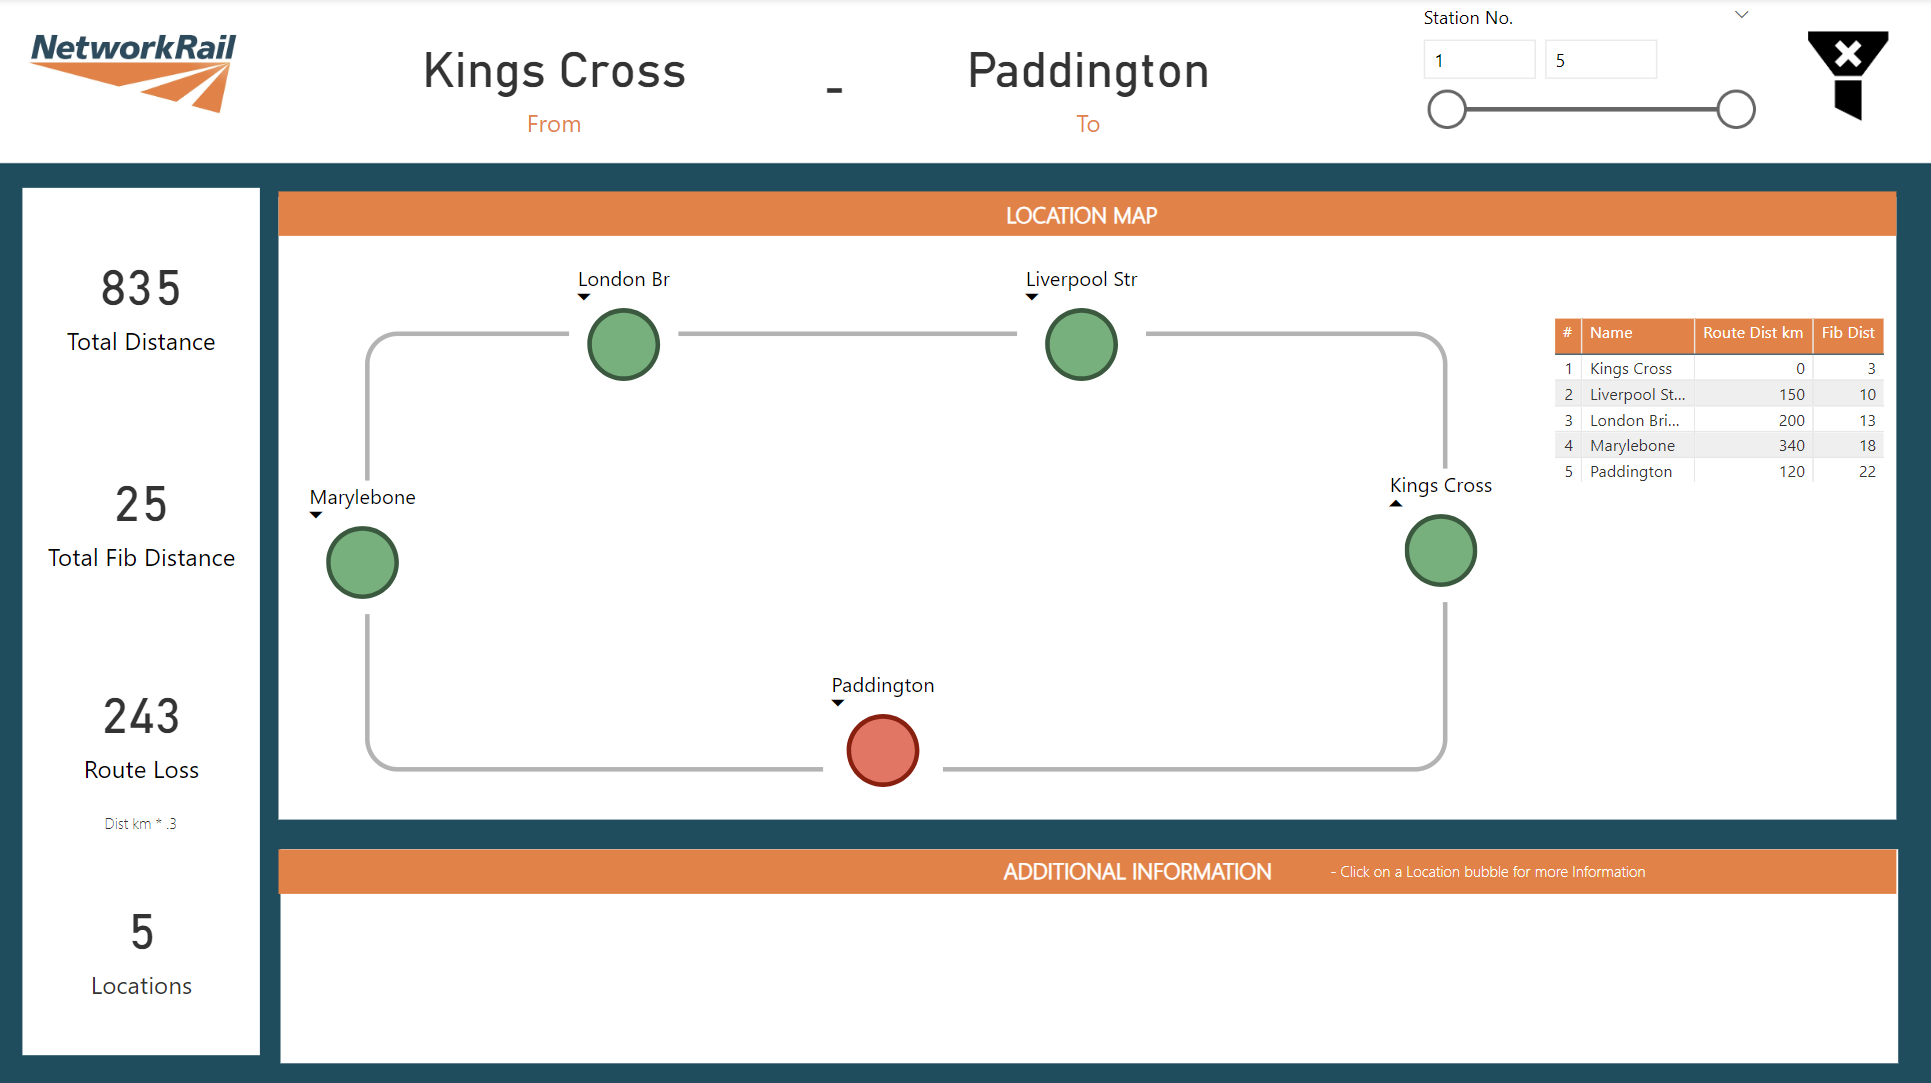 NetworkRail
Kings Cross
From
-
Paddington
To
Station No.
1 5
835
Total Distance
25
Total Fib Distance
243
Route Loss
Dist km * .3
5
Locations
LOCATION MAP
London Br
Liverpool Str
Marylebone
Kings Cross
Paddington
# Name Route Dist km Fib Dist
1 Kings Cross 0 3
2 Liverpool St... 150 10
3 London Bri... 200 13
4 Marylebone 340 18
5 Paddington 120 22
ADDITIONAL INFORMATION - Click on a Location bubble for more Information